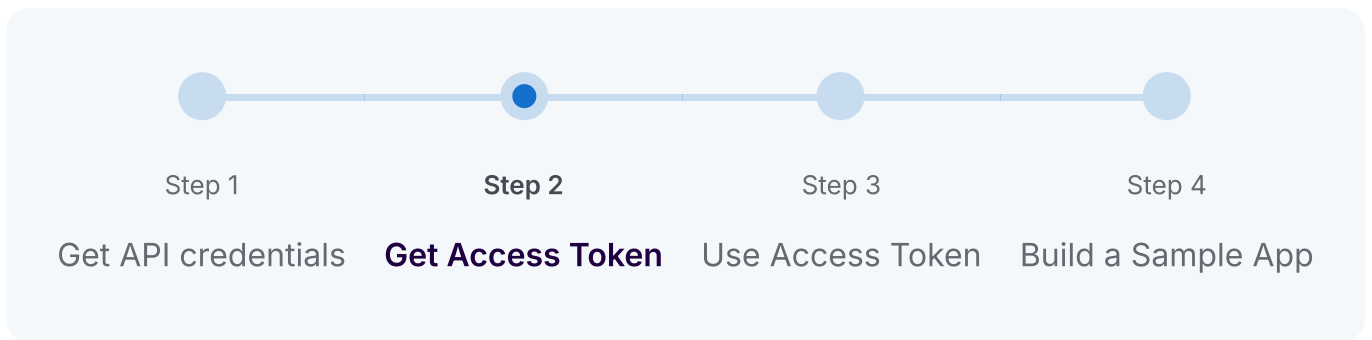 Step 1
Step 2
Step 3
Step 4
Get API credentials
Get Access Token
Use Access Token
Build a Sample App